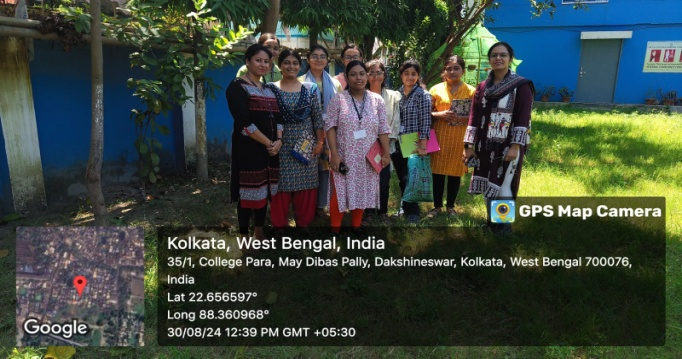 GPS Map Camera
Kolkata, West Bengal, India
35/1, College Para, May Dibas Pally, Dakshineswar, Kolkata, West Bengal 700076,
India
Lat 22.656597°
Long 88.360968°
30/08/24 12:39 PM GMT +05:30
Google